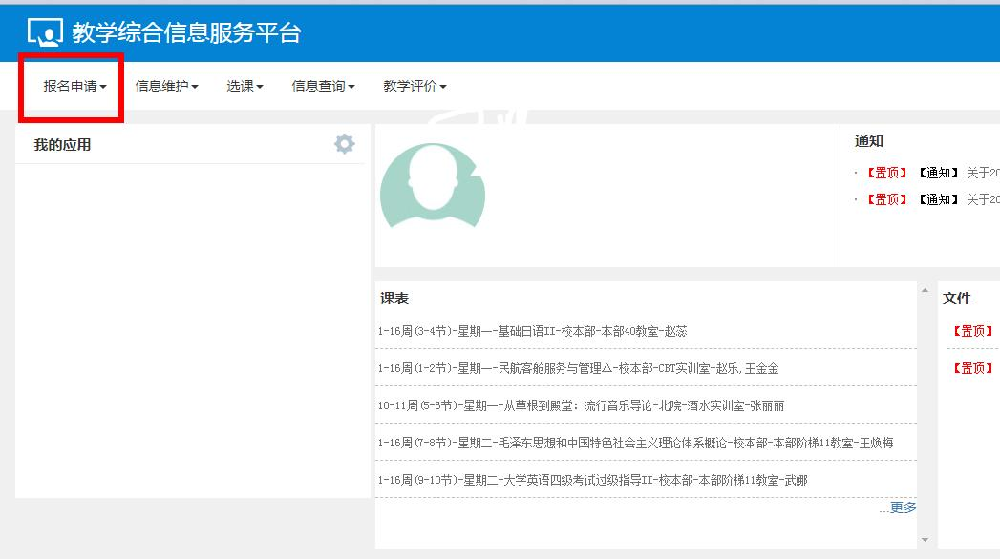 教学综合信息服务平台
报名申请 信息维护 选课 信息查询 教学评价
我的应用
通知
· 【置顶】 【通知】 关于20
· 【置顶】 【通知】 关于20
课表
1-16周(3-4节)-星期一-基础日语II-校本部-本部40教室-赵蕊
1-16周(1-2节)-星期一-民航客舱服务与管理△-校本部-CBT实训室-赵乐,王金金
10-11周(5-6节)-星期一-从草根到殿堂：流行音乐导论-北院-酒水实训室-张丽丽
1-16周(7-8节)-星期二-毛泽东思想和中国特色社会主义理论体系概论-校本部-本部阶梯11教室-王焕梅
1-16周(9-10节)-星期二-大学英语四级考试过级指导II-校本部-本部阶梯11教室-武娜
...更多
文件
【置顶】
【置顶】